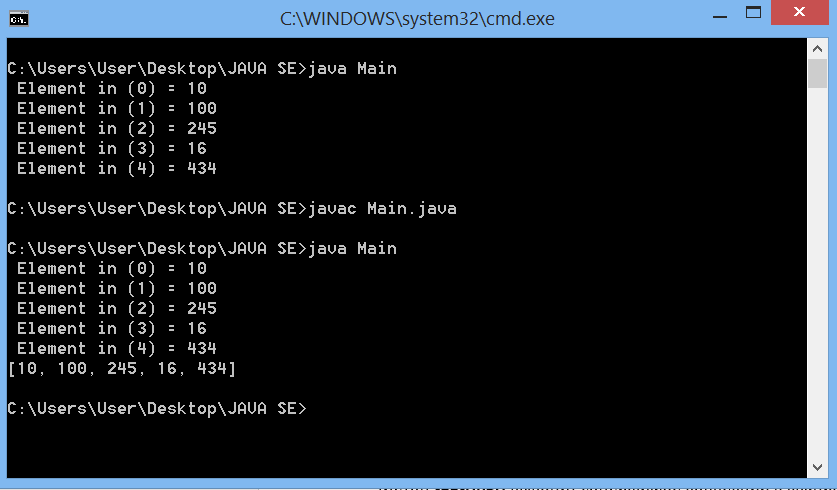 C:\WINDOWS\system32\cmd.exe
C:\Users\User\Desktop\JAVA SE>java Main
Element in (0) = 10
Element in (1) = 100
Element in (2) = 245
Element in (3) = 16
Element in (4) = 434
C:\Users\User\Desktop\JAVA SE>javac Main.java
C:\Users\User\Desktop\JAVA SE>java Main
Element in (0) = 10
Element in (1) = 100
Element in (2) = 245
Element in (3) = 16
Element in (4) = 434
[10, 100, 245, 16, 434]
C:\Users\User\Desktop\JAVA SE>